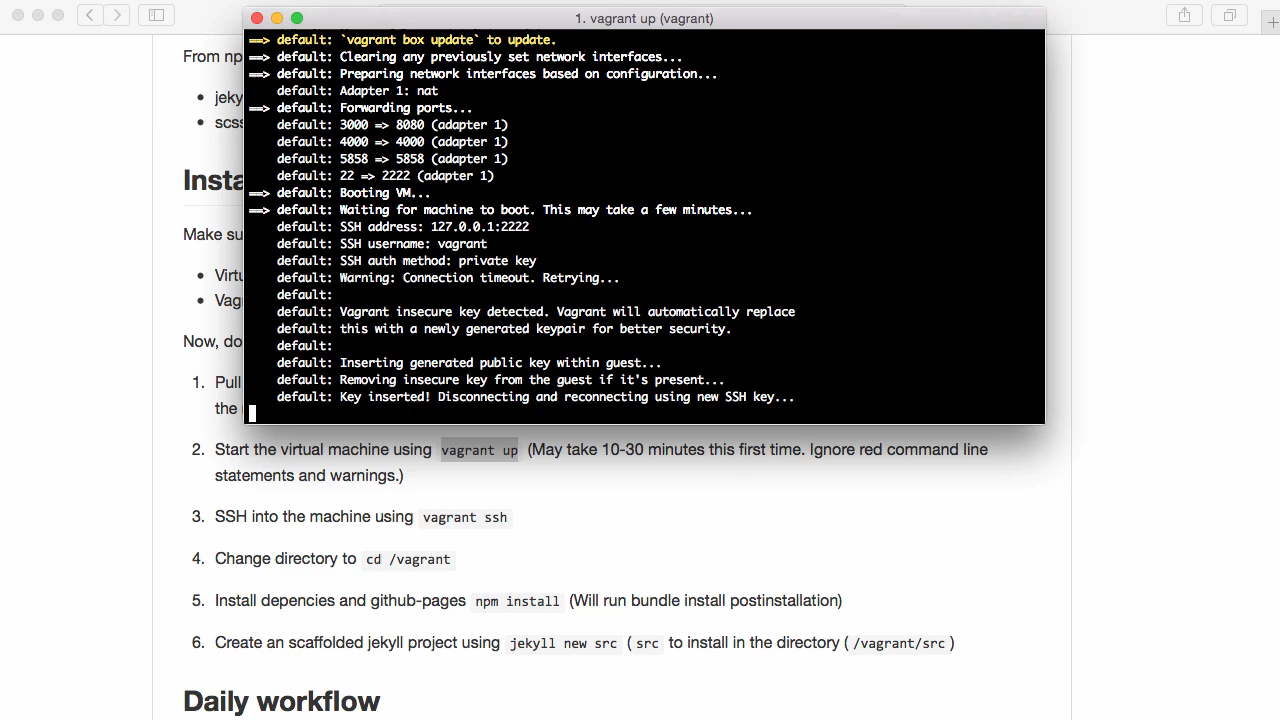 1. vagrant up (vagrant)
==> default: `vagrant box update` to update.
==> default: Clearing any previously set network interfaces...
==> default: Preparing network interfaces based on configuration...
default: Adapter 1: nat
==> default: Forwarding ports...
default: 3000 => 8080 (adapter 1)
default: 4000 => 4000 (adapter 1)
default: 5858 => 5858 (adapter 1)
default: 22 => 2222 (adapter 1)
==> default: Booting VM...
==> default: Waiting for machine to boot. This may take a few minutes...
default: SSH address: 127.0.0.1:2222
default: SSH username: vagrant
default: SSH auth method: private key
default: Warning: Connection timeout. Retrying...
default:
default: Vagrant insecure key detected. Vagrant will automatically replace
default: this with a newly generated keypair for better security.
default:
default: Inserting generated public key within guest...
default: Removing insecure key from the guest if it's present...
default: Key inserted! Disconnecting and reconnecting using new SSH key...
From np
• jeky
• scss
Insta
Make su
• Virtu
• Vag
Now, do
1. Pull
the
2. Start the virtual machine using vagrant up (May take 10-30 minutes this first time. Ignore red command line
statements and warnings.)
3. SSH into the machine using vagrant ssh
4. Change directory to cd /vagrant
5. Install depencies and github-pages npm install (Will run bundle install postinstallation)
6. Create an scaffolded jekyll project using jekyll new src ( src to install in the directory ( /vagrant/src )
Daily workflow